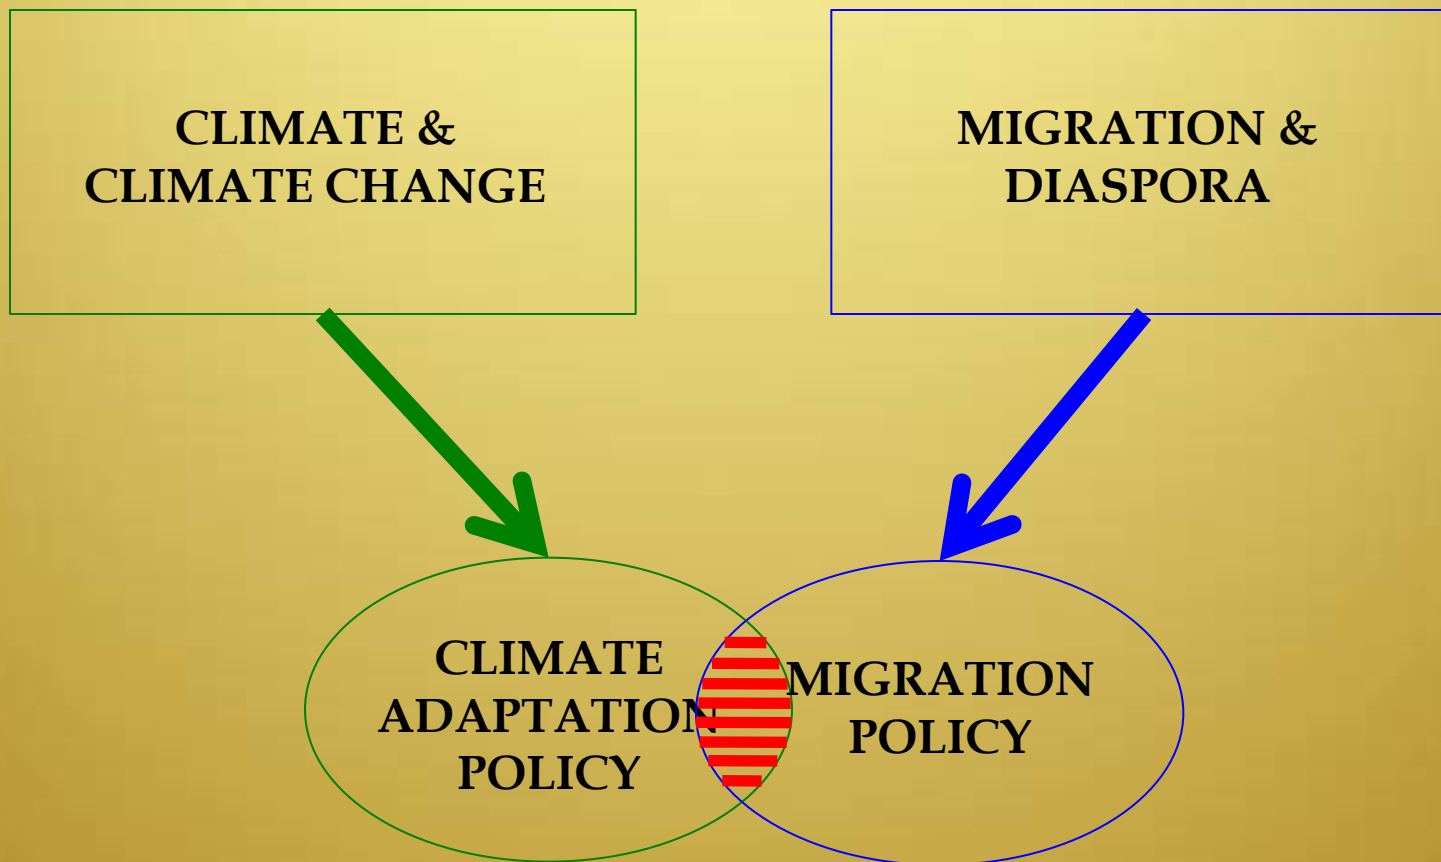 CLIMATE &
CLIMATE CHANGE
MIGRATION &
DIASPORA
CLIMATE
ADAPTATION
POLICY
MIGRATION
POLICY